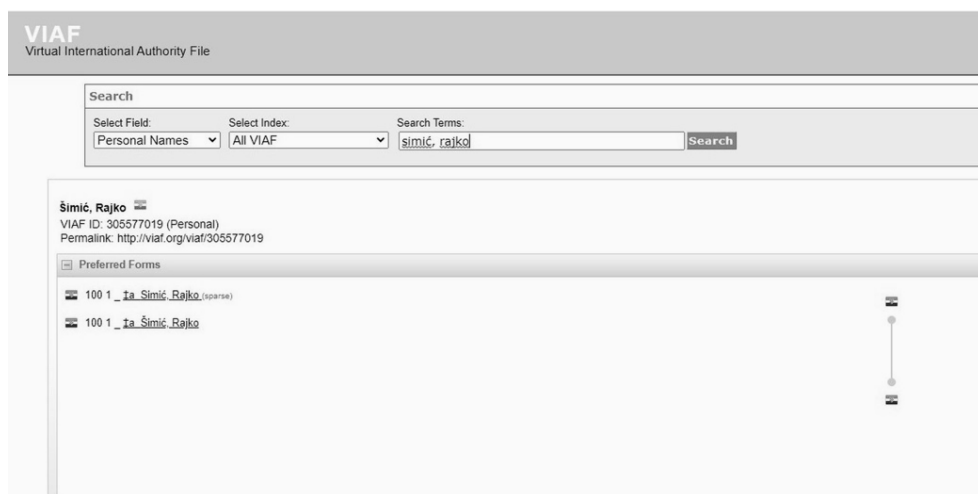 VIAF
Virtual International Authority File
Search
Select Field: Select Index: Search Terms:
Personal Names All VIAF simić, rajko Search
Šimić, Rajko
VIAF ID: 305577019 (Personal)
Permalink: http://viaf.org/viaf/305577019
Preferred Forms
100 1 _ ‡a Simić, Rajko (sparse)
100 1 _ ‡a Šimić, Rajko